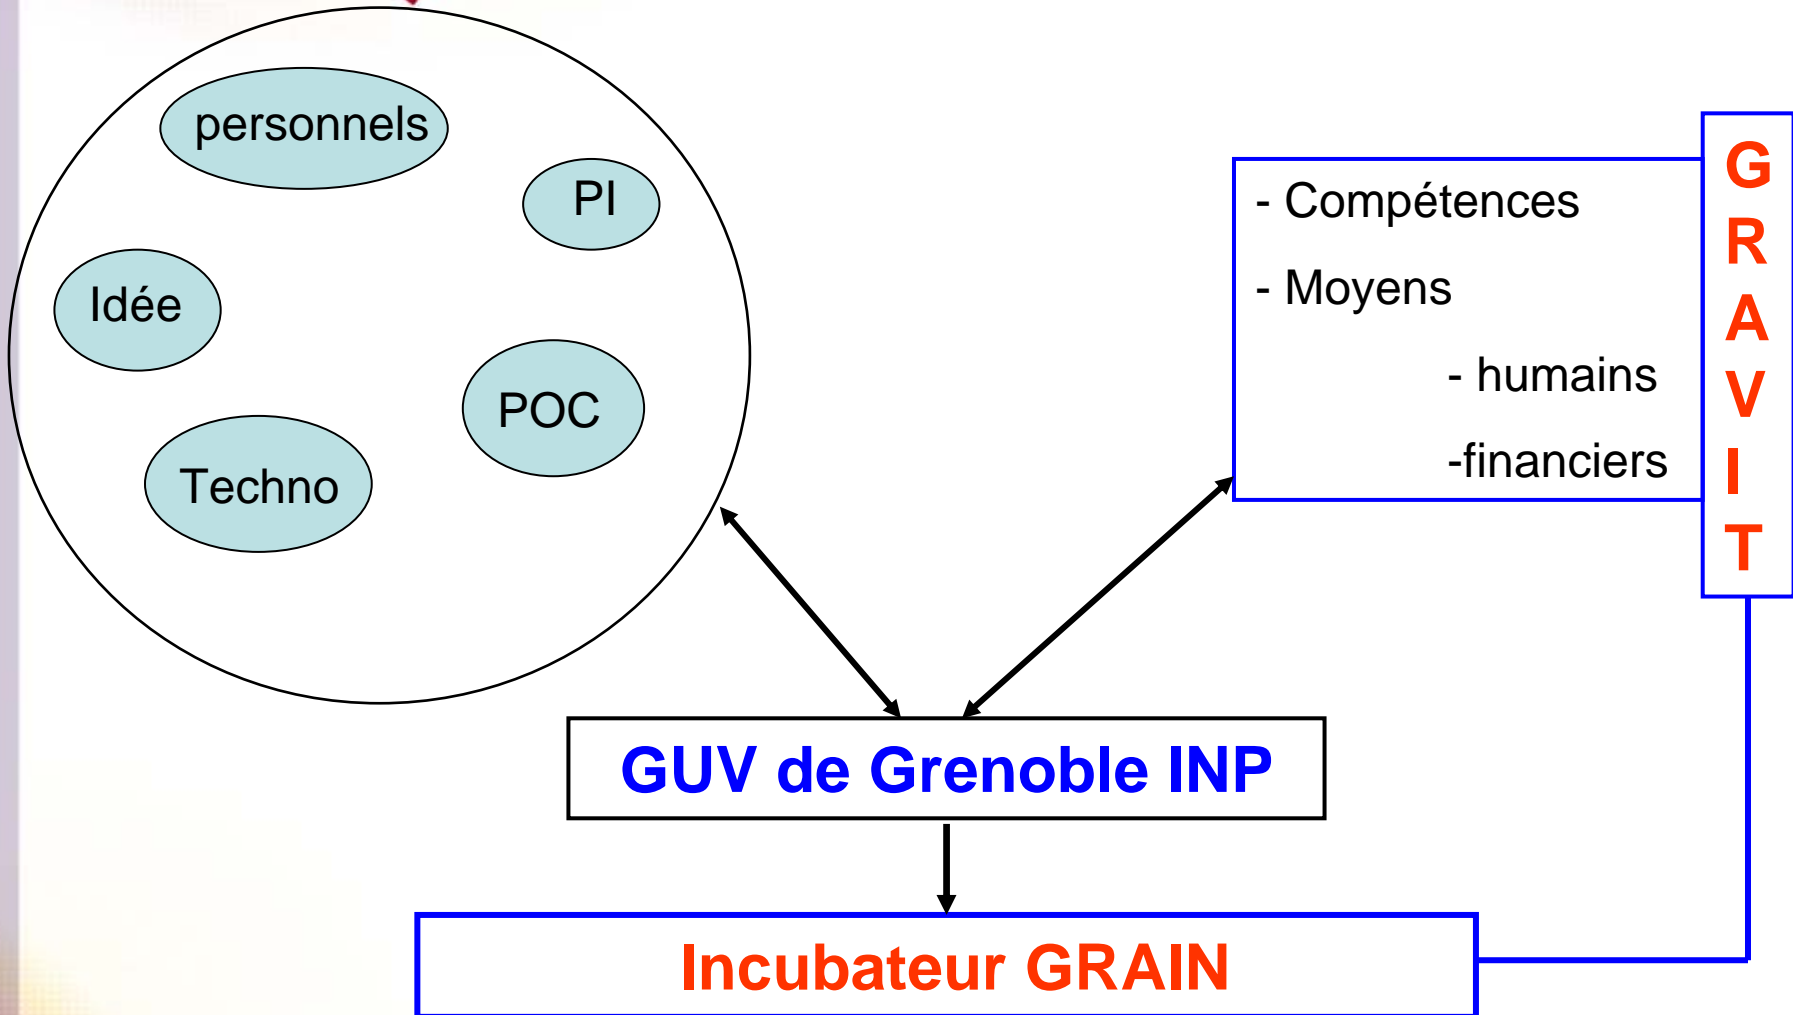 personnels
PI
Idée
POC
Techno
- Compétences
- Moyens
- humains
-financiers
G
R
A
V
I
T
GUV de Grenoble INP
Incubateur GRAIN